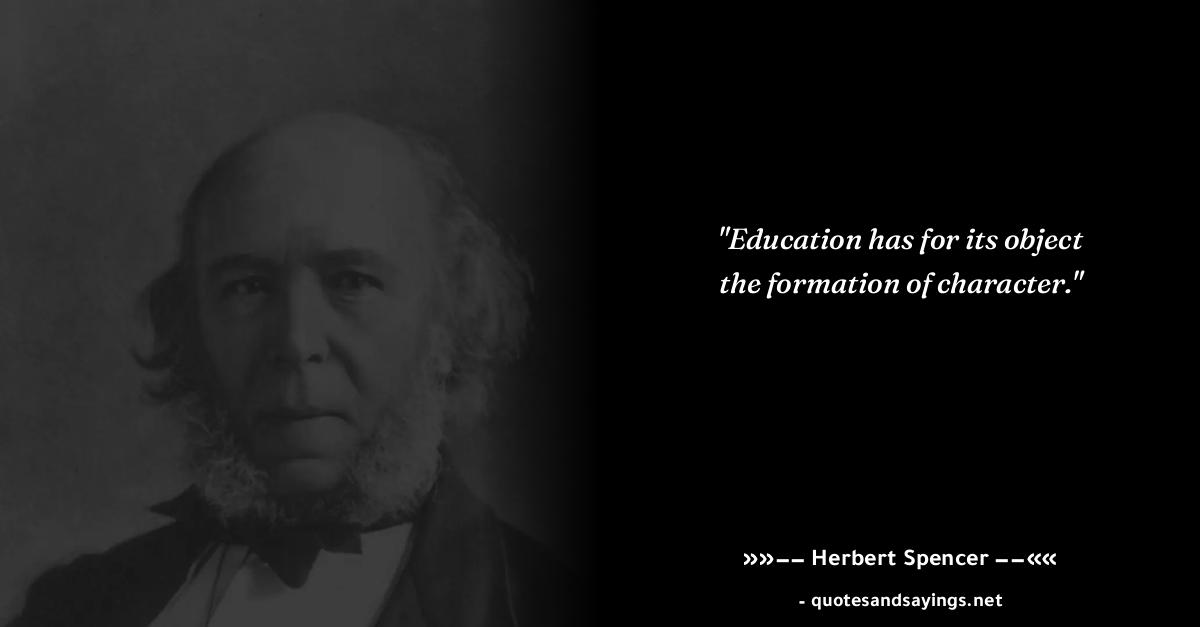 "Education has for its object
the formation of character."
»»–– Herbert Spencer ––««
- quotesandsayings.net